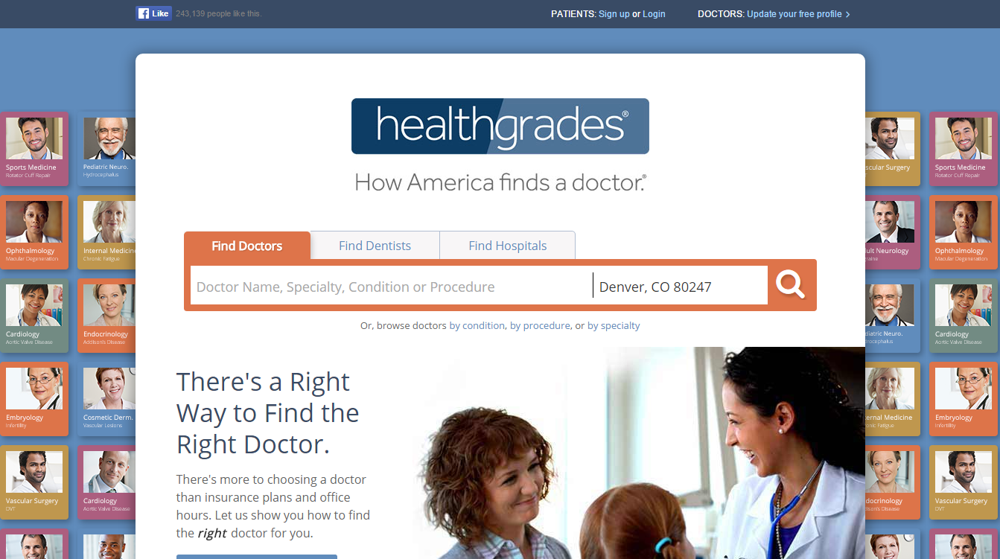 Like
243,139 people like this.
PATIENTS: Sign up or Login
DOCTORS: Update your free profile >
healthgrades®
How America finds a doctor.®
Find Doctors
Find Dentists
Find Hospitals
Doctor Name, Specialty, Condition or Procedure
Denver, CO 80247
Or, browse doctors by condition, by procedure, or by specialty
There's a Right
Way to Find the
Right Doctor.
There's more to choosing a doctor
than insurance plans and office
hours. Let us show you how to find
the right doctor for you.
Sports Medicine
Rotator Cuff Repair
Pediatric Neuro.
Hydrocephalus
Ophthalmology
Macular Degeneration
Internal Medicin
Chronic Fatigus
Cardiology
Aortic Valve Disease
Endocrinology
Addison's Disease
Embryology
Infertility
Cosmetic Derm.
Vascular Lesions
Vascular Surgery
DVT
Cardiology
Aortic Valve Disease
scular Surgery
Sports Medicine
Rotator Cuff Repair
ult Neurology
graine
Ophthalmology
Macular Degeneration
diatric Neuro.
drocephalus
Cardiology
Aortic Valve Disease
ernal Medicine
ronic Fatigus
Embryology
Infertility
docrinology
dison's Disease
Vascular Surgery
DVT